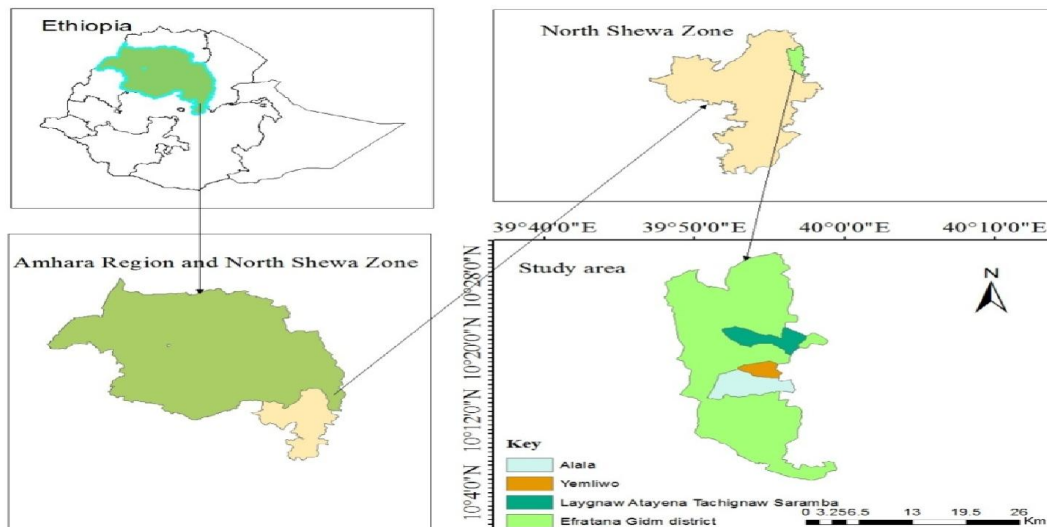 Ethiopia
North Shewa Zone
Amhara Region and North Shewa Zone
39°40'0"E 39°50'0"E 40°0'0"E 40°10'0"E
Study area
N
10°28'0"N
10°20'0"N
10°12'0"N
10°4'0"N
Key
Alala
Yemliwo
Laygnaw Atayena Tachignaw Saramba
Efratana Gidm district
0 3.256.5 13 19.5 26
Km